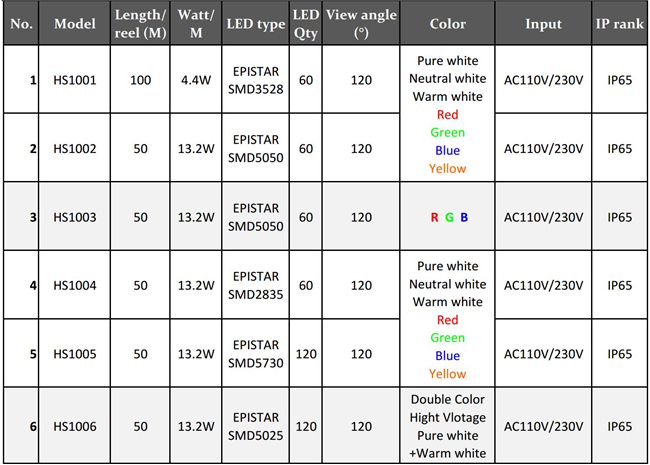 No. Model Length/ reel (M) Watt/ M LED type LED Qty View angle (°) Color Input IP rank
1 HS1001 100 4.4W EPISTAR SMD3528 60 120 AC110V/230V IP65
Pure white
Neutral white
Warm white
Red
Green
Blue
Yellow
2 HS1002 50 13.2W EPISTAR SMD5050 60 120 AC110V/230V IP65
3 HS1003 50 13.2W EPISTAR SMD5050 60 120 R G B AC110V/230V IP65
4 HS1004 50 13.2W EPISTAR SMD2835 60 120 AC110V/230V IP65
Pure white
Neutral white
Warm white
Red
Green
Blue
Yellow
5 HS1005 50 13.2W EPISTAR SMD5730 120 120 AC110V/230V IP65
6 HS1006 50 13.2W EPISTAR SMD5025 120 120 AC110V/230V IP65
Double Color
Hight Vlotage
Pure white
+Warm white